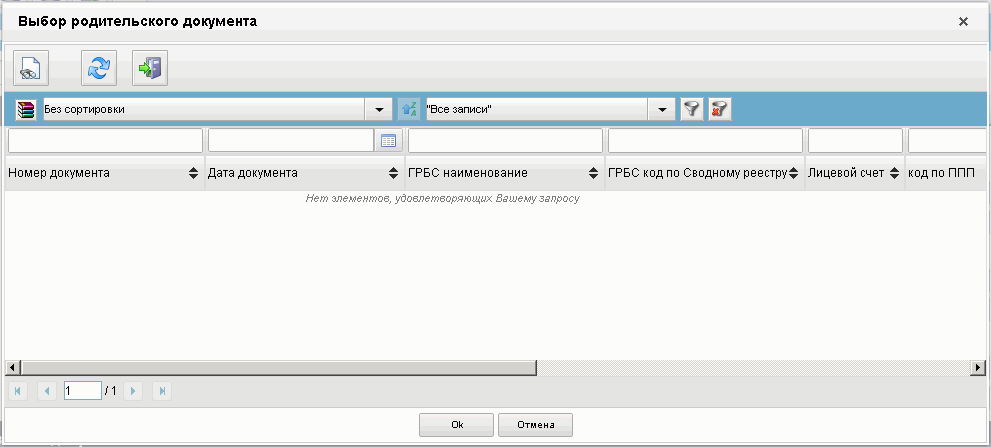 Выбор родительского документа
Без сортировки "Все записи"
Номер документа Дата документа ГРБС наименование ГРБС код по Сводному реестру Лицевой счет код по ППП
Нет элементов, удовлетворяющих Вашему запросу
1 / 1
Ok Отмена